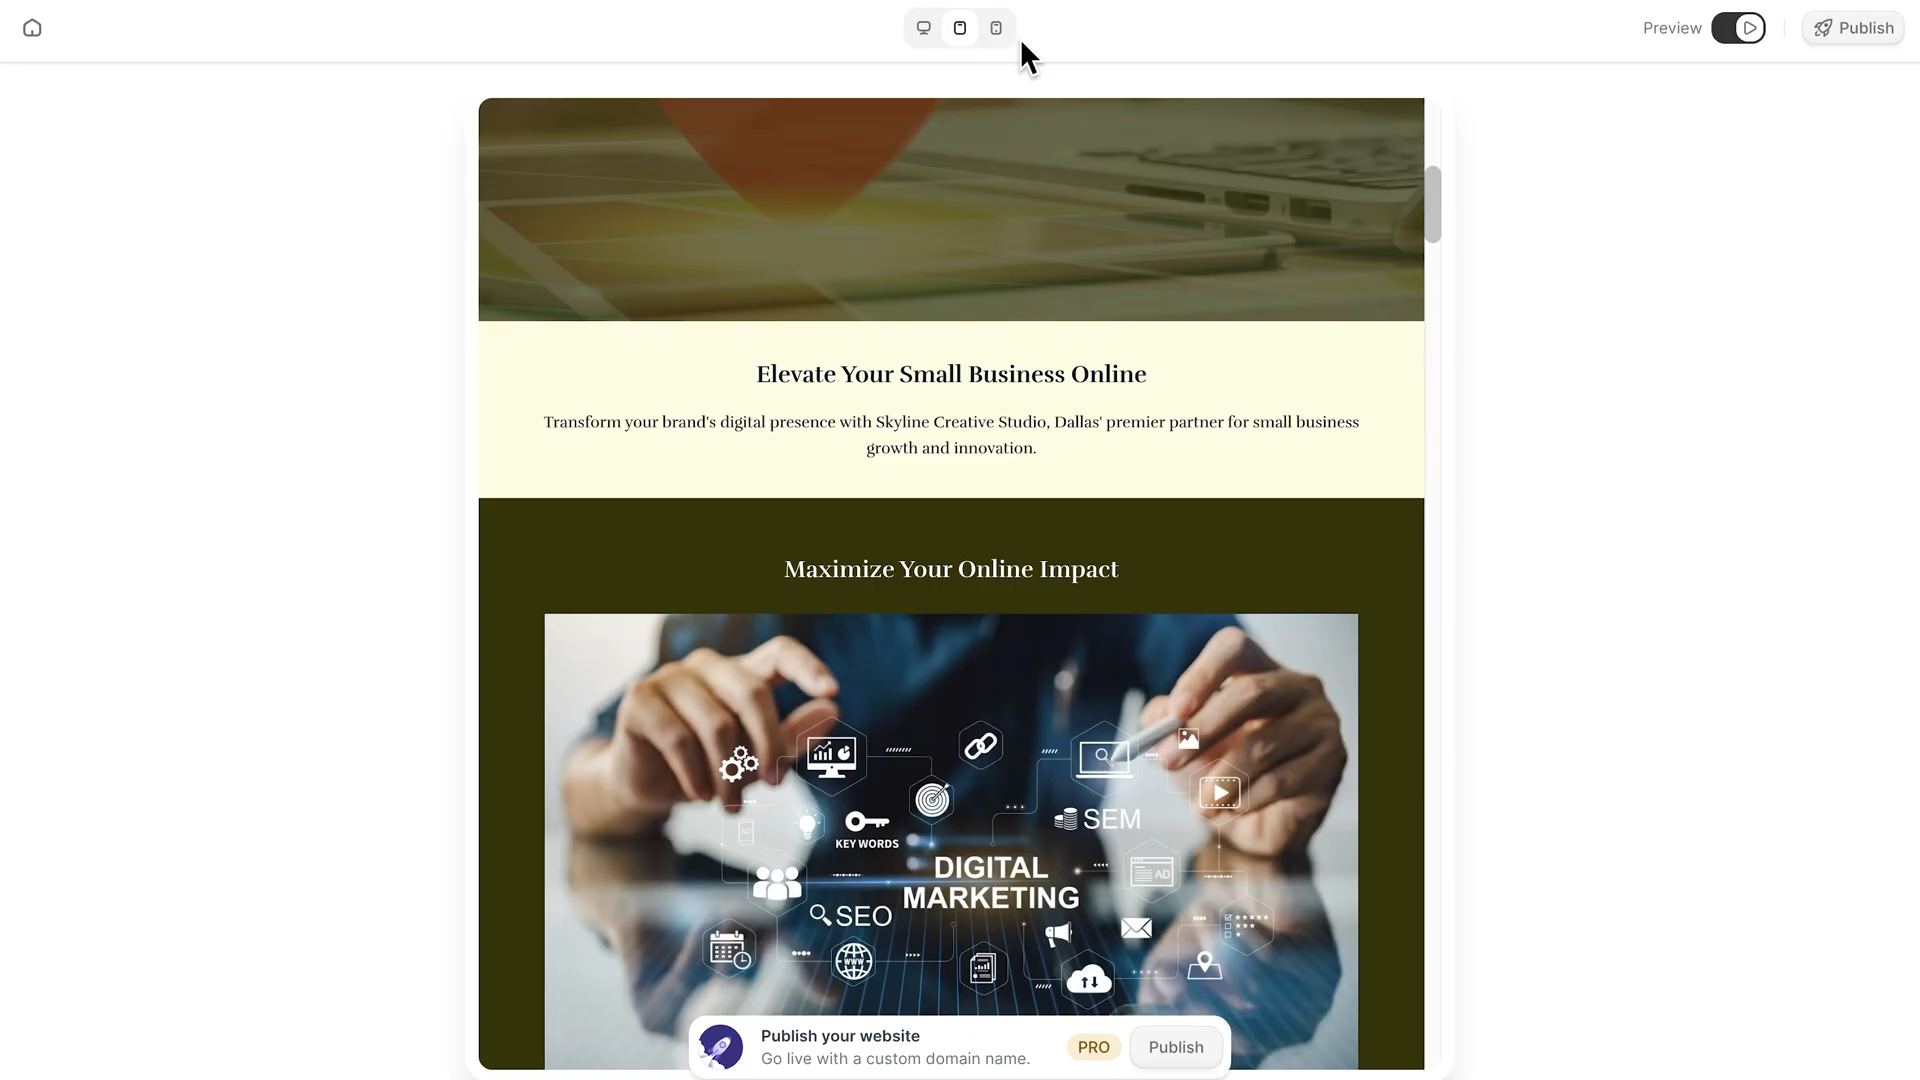 Preview
Publish
Elevate Your Small Business Online
Transform your brand's digital presence with Skyline Creative Studio, Dallas' premier partner for small business
growth and innovation.
Maximize Your Online Impact
SEM
AD
KEY WORDS
DIGITAL
MARKETING
AD
SEO
WWW
Publish your website
Go live with a custom domain name.
PRO
Publish